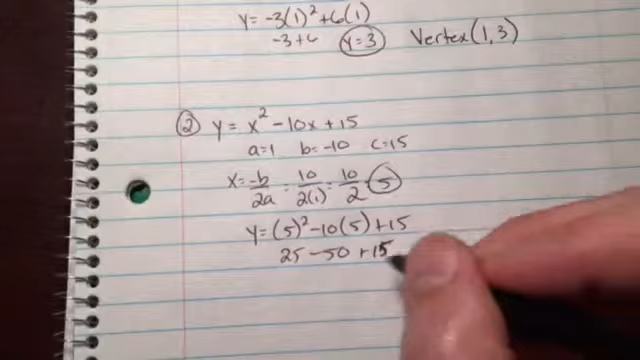 y = -3(1)² + 6(1)
-3+6 y=3 Vertex (1,3)
② y = x² - 10x + 15
a=1 b=-10 c=15
x = -b/2a = 10/2(1) = 10/2 = 5
y = (5)² - 10(5) + 15
25 - 50 + 15